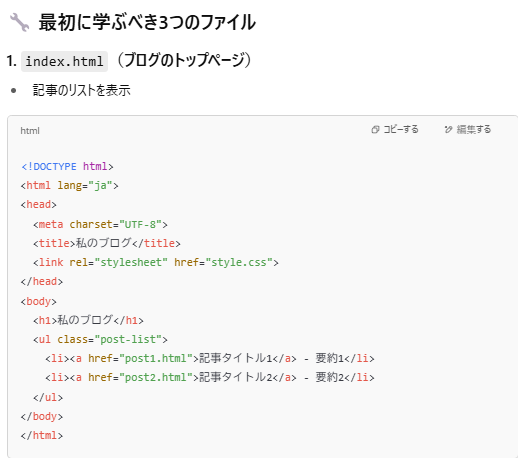 🔧 最初に学ぶべき3つのファイル
1. index.html（ブログのトップページ）
• 記事のリストを表示
html コピーする 編集する
<!DOCTYPE html>
<html lang="ja">
<head>
  <meta charset="UTF-8">
  <title>私のブログ</title>
  <link rel="stylesheet" href="style.css">
</head>
<body>
  <h1>私のブログ</h1>
  <ul class="post-list">
    <li><a href="post1.html">記事タイトル1</a> - 要約1</li>
    <li><a href="post2.html">記事タイトル2</a> - 要約2</li>
  </ul>
</body>
</html>